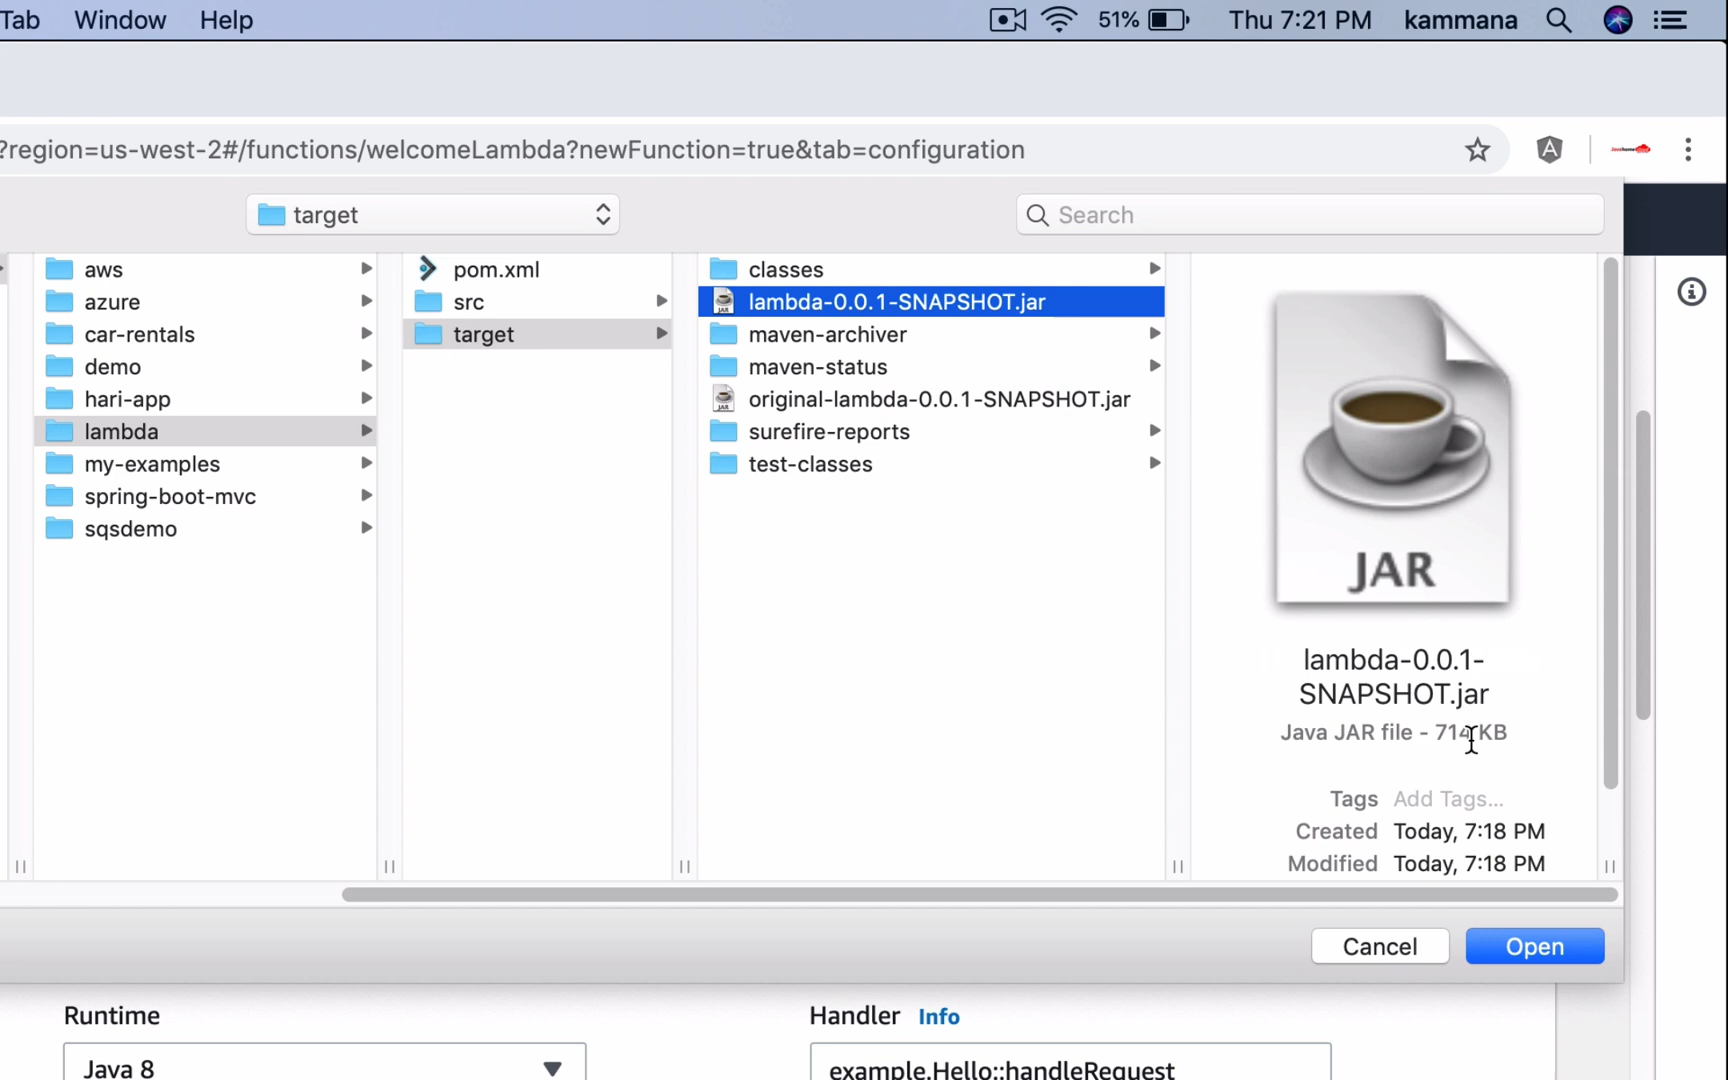 Tab Window Help 51% Thu 7:21 PM kammana
?region=us-west-2#/functions/welcomeLambda?newFunction=true&tab=configuration
target Search
aws
azure
car-rentals
demo
hari-app
lambda
my-examples
spring-boot-mvc
sqsdemo
pom.xml
src
target
classes
lambda-0.0.1-SNAPSHOT.jar
maven-archiver
maven-status
original-lambda-0.0.1-SNAPSHOT.jar
surefire-reports
test-classes
JAR
lambda-0.0.1-
SNAPSHOT.jar
Java JAR file - 714 KB
Tags Add Tags...
Created Today, 7:18 PM
Modified Today, 7:18 PM
Cancel Open
Runtime
Java 8
Handler Info
example.Hello::handleRequest